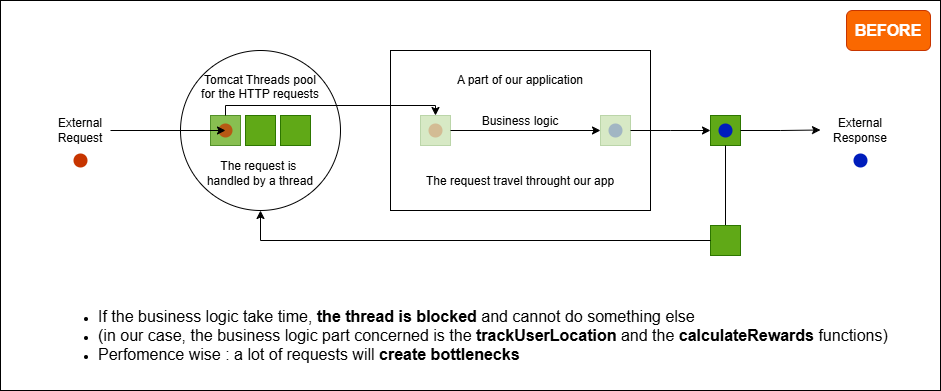 BEFORE
Tomcat Threads pool
for the HTTP requests
A part of our application
External
Request
Business logic
External
Response
The request is
handled by a thread
The request travel throught our app
If the business logic take time, the thread is blocked and cannot do something else
(in our case, the business logic part concerned is the trackUserLocation and the calculateRewards functions)
Perfomence wise : a lot of requests will create bottlenecks